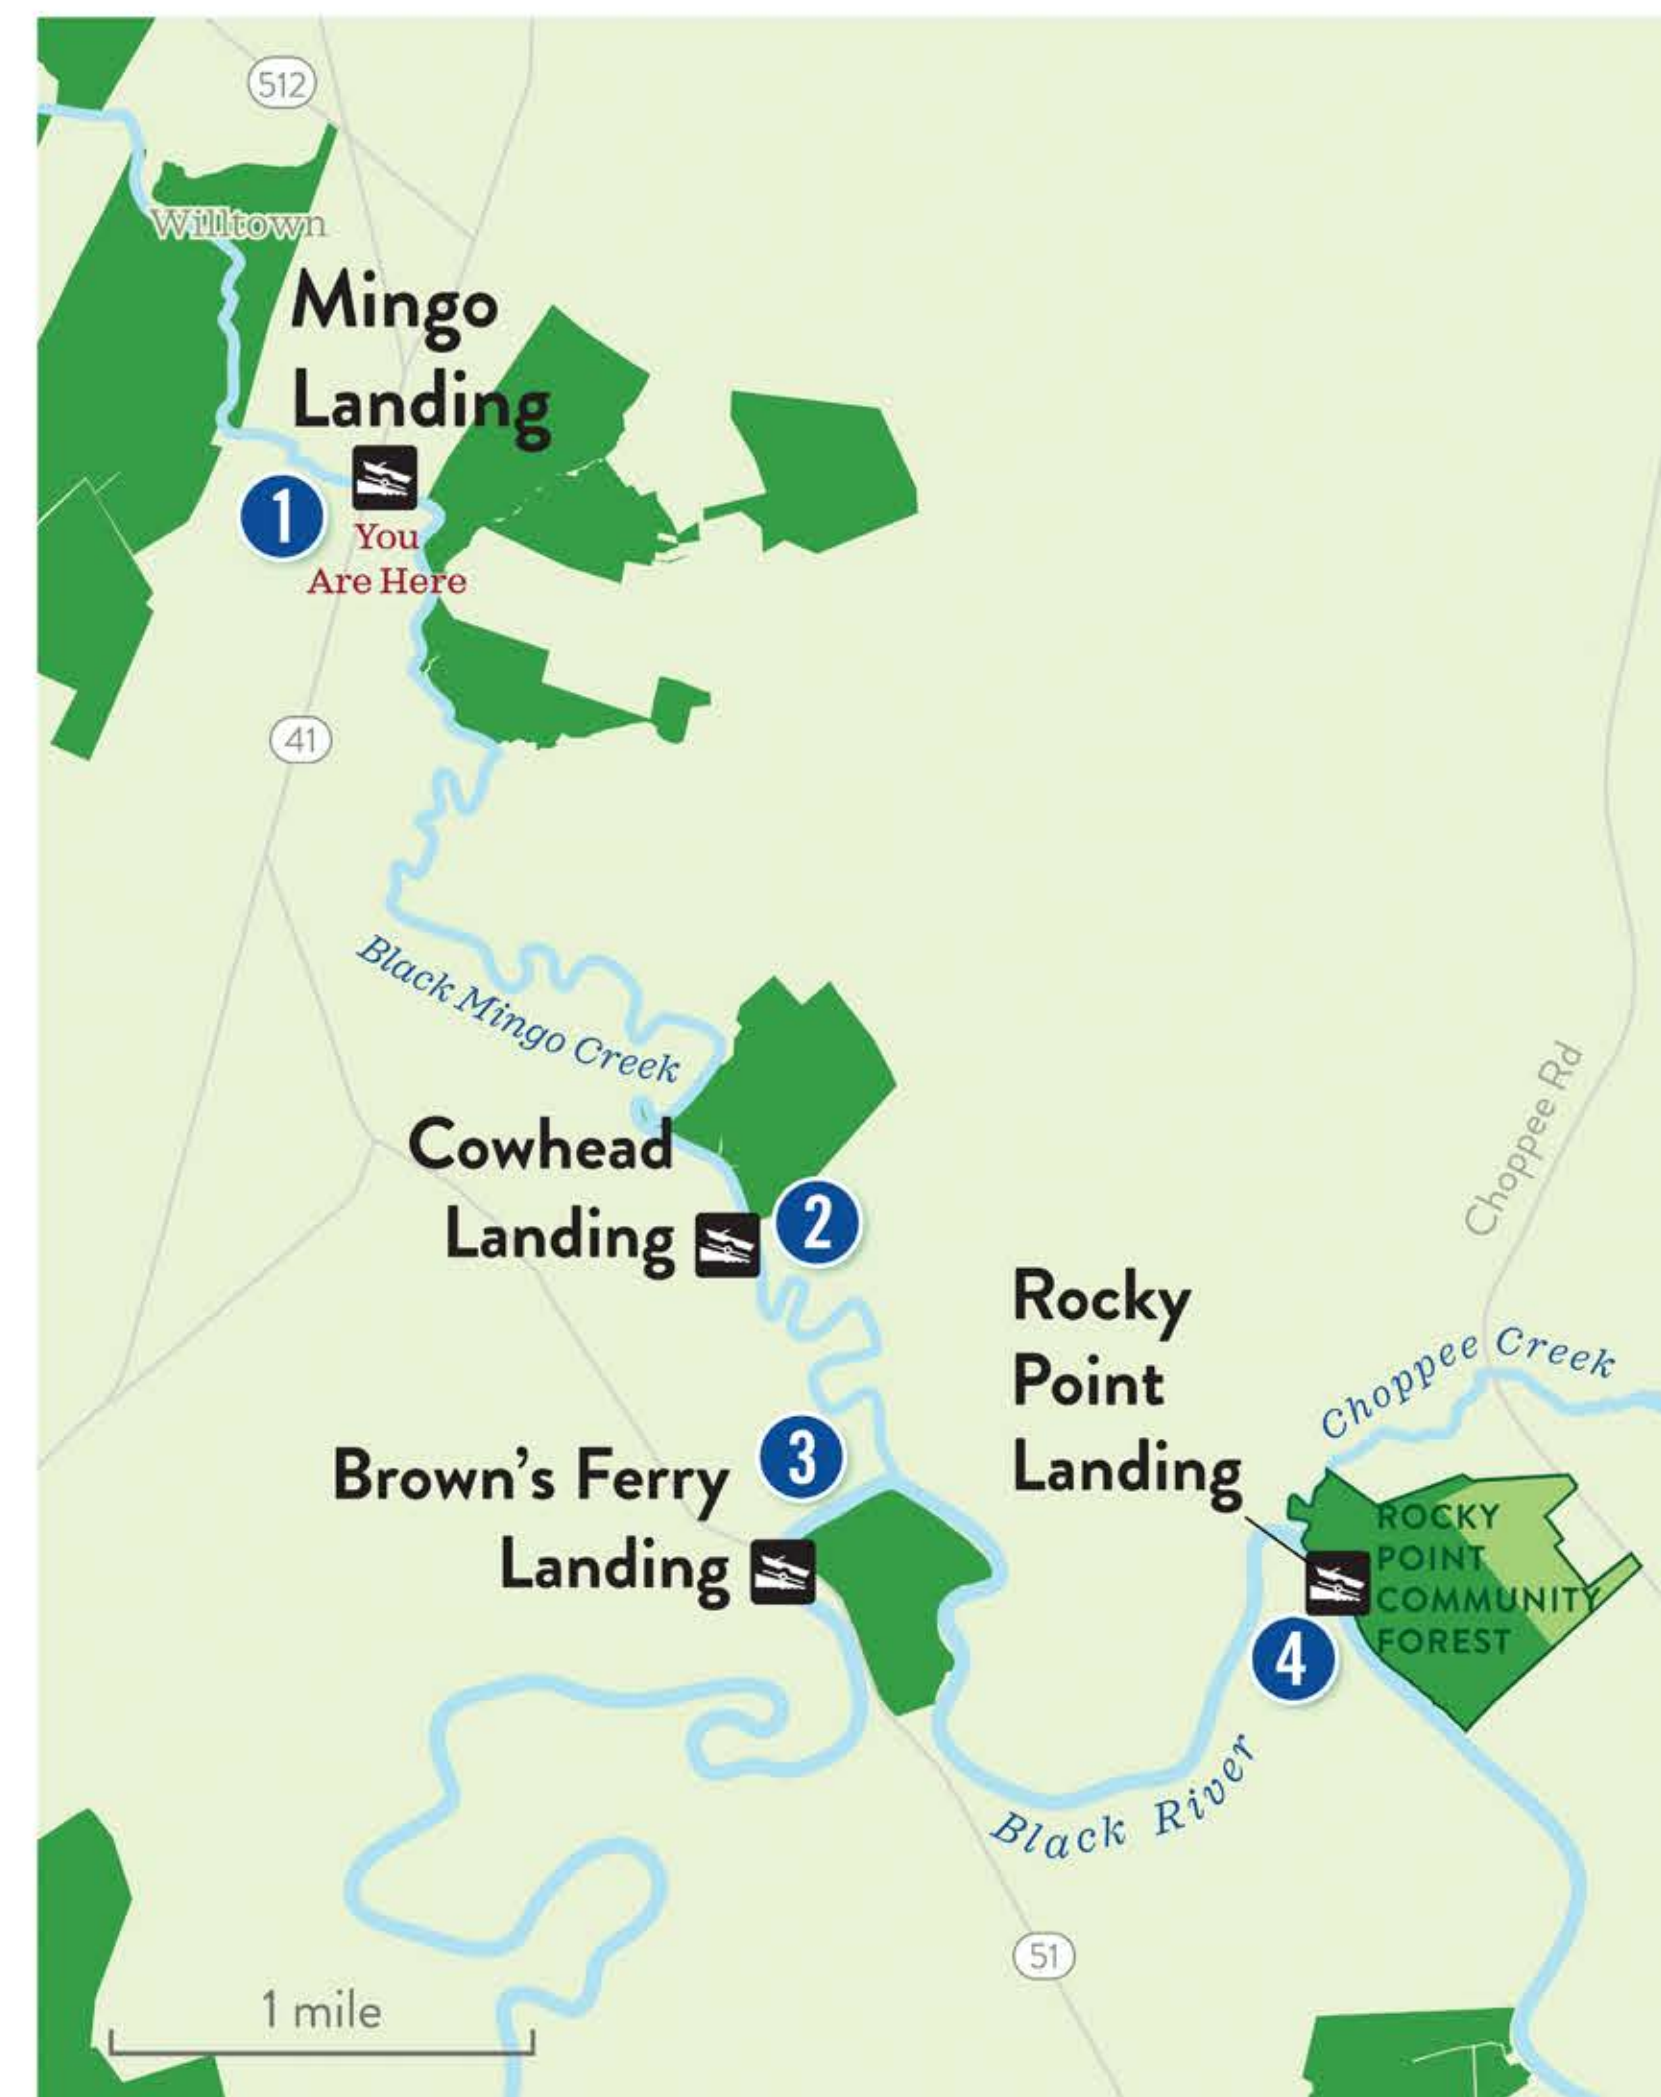 512
Willtown
Mingo
Landing
1
You
Are Here
41
Black Mingo Creek
Cowhead
Landing
2
Choppee Rd
Rocky
Point
Landing
Choppee Creek
3
Brown's Ferry
Landing
ROCKY
POINT
COMMUNITY
FOREST
4
Black River
51
1 mile